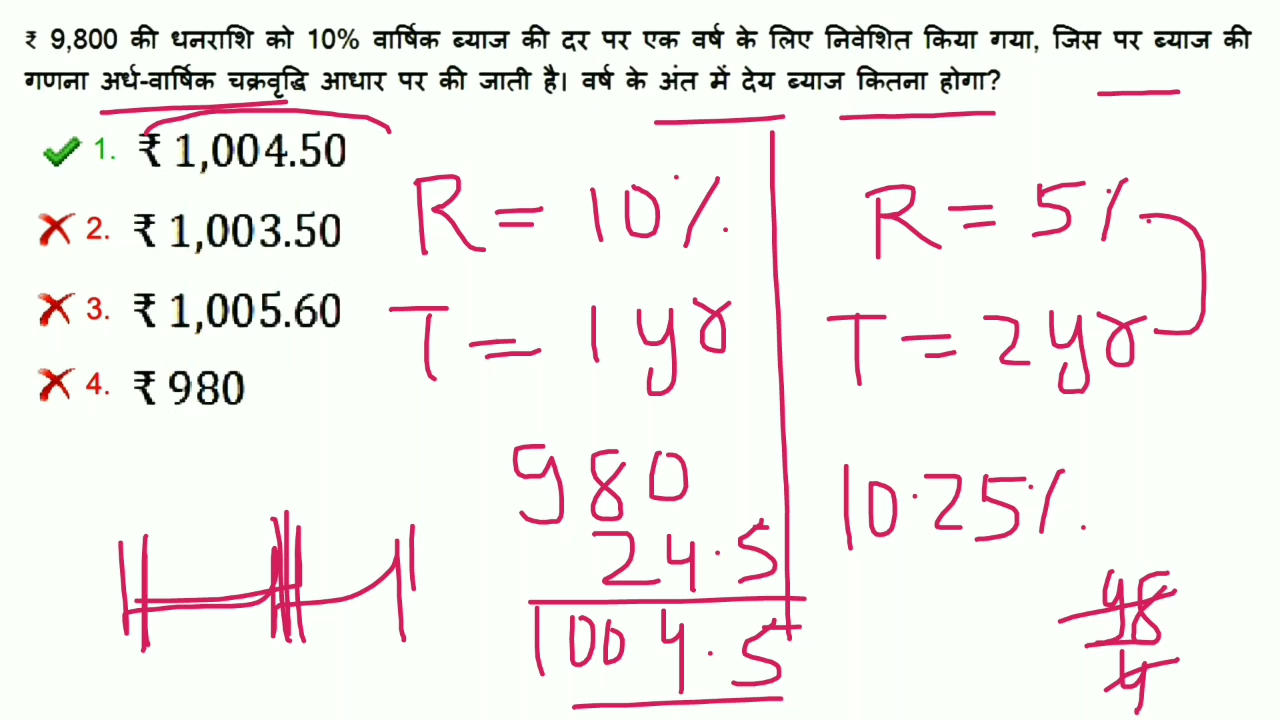 ₹ 9,800 की धनराशि को 10% वार्षिक ब्याज की दर पर एक वर्ष के लिए निवेशित किया गया, जिस पर ब्याज की
गणना अर्ध-वार्षिक चक्रवृद्धि आधार पर की जाती है। वर्ष के अंत में देय ब्याज कितना होगा?
1. ₹ 1,004.50
2. ₹ 1,003.50
3. ₹ 1,005.60
4. ₹ 980
R = 10%.
T = 1 yr
R = 5%
T = 2 yr
980
24.5
1004.5
10.25%.
98
4